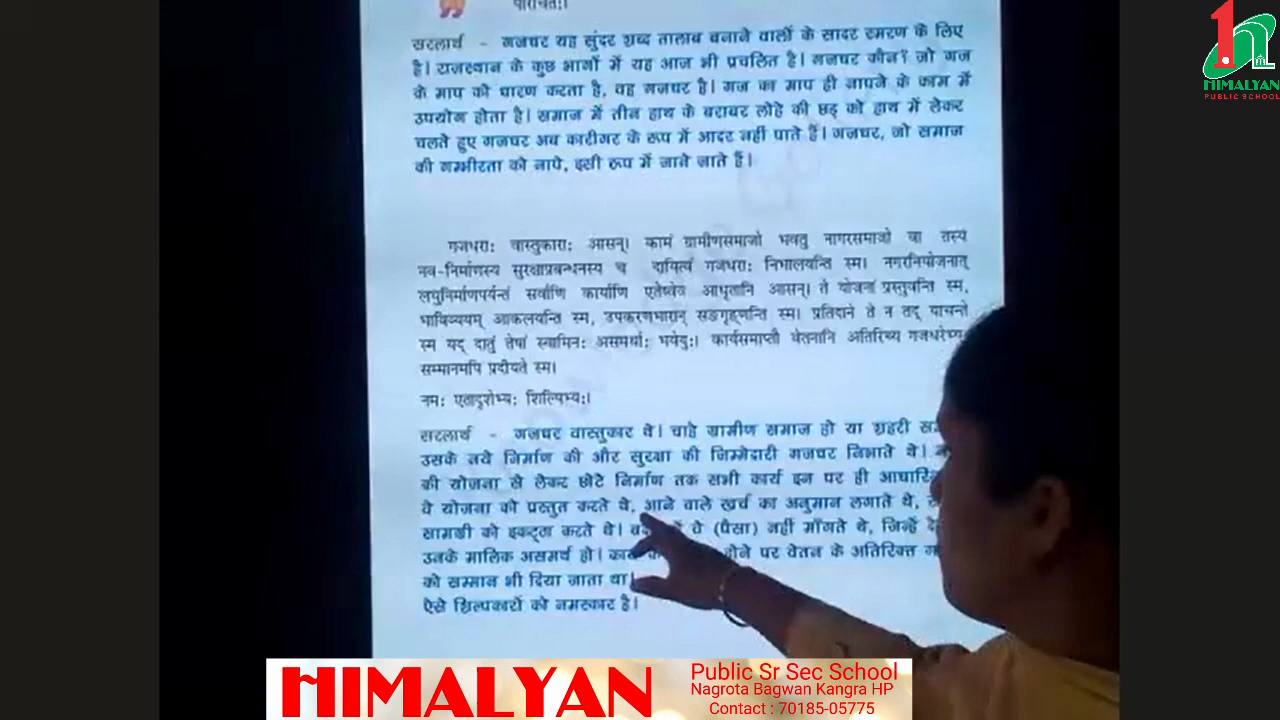 परिचितः।
सरलार्थ - गजधर यह सुंदर शब्द तालाब बनाने वालों के सादर स्मरण के लिए
है। राजस्थान के कुछ भागों में यह आज भी प्रचलित है। गजधर कौन? जो गज
के माप को धारण करता है, वह गजधर है। गज का माप ही नापने के काम में
उपयोग होता है। समाज में तीन हाथ के बराबर लोहे की छड़ को हाथ में लेकर
चलते हुए गजधर अब कारीगर के रूप में आदर नहीं पाते हैं। गजधर, जो समाज
की गम्भीरता को नापे, इसी रूप में जाने जाते हैं।
गजधराः वास्तुकाराः आसन्। कामं ग्रामीणसमाजो भवतु नागरसमाजो वा तस्य
नव-निर्माणस्य सुरक्षाप्रबन्धनस्य च दायित्वं गजधराः निभालयन्ति स्म। नगरनियोजनात्
लघुनिर्माणपर्यन्तं सर्वाणि कार्याणि एतेष्वेव आधृतानि आसन्। ते योजनां प्रस्तुवन्ति स्म,
भाविव्ययम् आकलयन्ति स्म, उपकरणभारान् सङ्गृह्णन्ति स्म। प्रतिदाने ते न तद् याचन्ते
स्म यद् दातुं तेषां स्वामिनः असमर्थाः भवेयुः। कार्यसमाप्तौ वेतनानि अतिरिच्य गजधरेभ्यः
सम्मानमपि प्रदीयते स्म।
नमः एतादृशेभ्यः शिल्पिभ्यः।
सरलार्थ - गजधर वास्तुकार थे। चाहे ग्रामीण समाज हो या शहरी
उसके नये निर्माण की और सुरक्षा की जिम्मेदारी गजधर निभाते थे।
की योजना से लेकर छोटे निर्माण तक सभी कार्य इन पर ही
वे योजना को प्रस्तुत करते थे, आने वाले खर्च का अनुमान लगाते थे,
सामग्री को इकट्ठा करते थे। वे (पैसा) नहीं माँगते थे, जिन्हें
उनके मालिक असमर्थ हो। होने पर वेतन के अतिरिक्त
को सम्मान भी दिया जाता था।
ऐसे शिल्पकारों को नमस्कार है।
HIMALYAN
PUBLIC SCHOOL
HIMALYAN
Public Sr Sec School
Nagrota Bagwan Kangra HP
Contact : 70185-05775